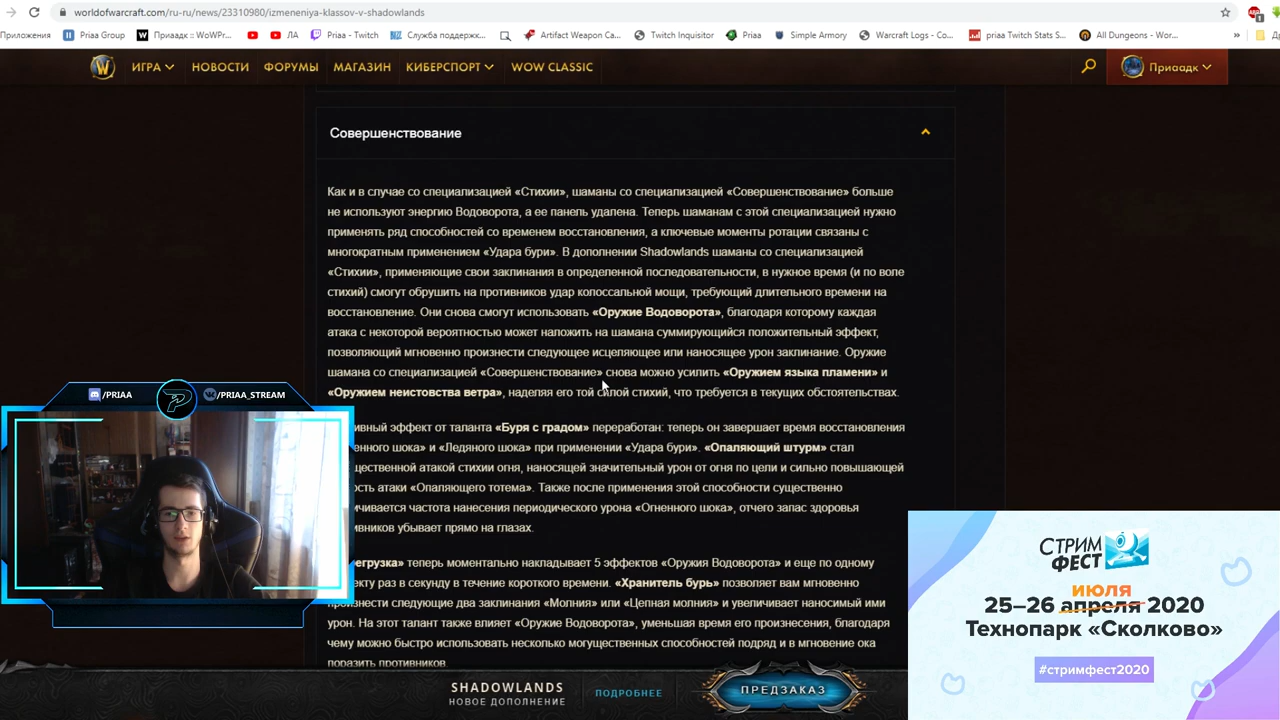 worldofwarcraft.com/ru-ru/news/23310980/izmeneniya-klassov-v-shadowlands
Приложения Priaa Group Приаадк :: WoWPr... ЛА Priaa - Twitch Служба поддержк... Artifact Weapon Ca... Twitch Inquisitor Priaa Simple Armory Warcraft Logs - Co... priaa Twitch Stats S... All Dungeons - Wor... »
ИГРА НОВОСТИ ФОРУМЫ МАГАЗИН КИБЕРСПОРТ WOW CLASSIC Приаадк
Совершенствование
Как и в случае со специализацией «Стихии», шаманы со специализацией «Совершенствование» больше
не используют энергию Водоворота, а ее панель удалена. Теперь шаманам с этой специализацией нужно
применять ряд способностей со временем восстановления, а ключевые моменты ротации связаны с
многократным применением «Удара бури». В дополнении Shadowlands шаманы со специализацией
«Стихии», применяющие свои заклинания в определенной последовательности, в нужное время (и по воле
стихий) смогут обрушить на противников удар колоссальной мощи, требующий длительного времени на
восстановление. Они снова смогут использовать «Оружие Водоворота», благодаря которому каждая
атака с некоторой вероятностью может наложить на шамана суммирующийся положительный эффект,
позволяющий мгновенно произнести следующее исцеляющее или наносящее урон заклинание. Оружие
шамана со специализацией «Совершенствование» снова можно усилить «Оружием языка пламени» и
«Оружием неистовства ветра», наделяя его той силой стихий, что требуется в текущих обстоятельствах.
ивный эффект от таланта «Буря с градом» переработан: теперь он завершает время восстановления
енного шока» и «Ледяного шока» при применении «Удара бури». «Опаляющий штурм» стал
щественной атакой стихии огня, наносящей значительный урон от огня по цели и сильно повышающей
ость атаки «Опаляющего тотема». Также после применения этой способности существенно
ичивается частота нанесения периодического урона «Огненного шока», отчего запас здоровья
ивников убывает прямо на глазах.
егрузка» теперь моментально накладывает 5 эффектов «Оружия Водоворота» и еще по одному
екту раз в секунду в течение короткого времени. «Хранитель бурь» позволяет вам мгновенно
произнести следующие два заклинания «Молния» или «Цепная молния» и увеличивает наносимый ими
урон. На этот талант также влияет «Оружие Водоворота», уменьшая время его произнесения, благодаря
чему можно быстро использовать несколько могущественных способностей подряд и в мгновение ока
поразить противников.
/PRIAA /PRIAA_STREAM
СТРИМ
ФЕСТ
июля
25–26 апреля 2020
Технопарк «Сколково»
#стримфест2020
SHADOWLANDS
НОВОЕ ДОПОЛНЕНИЕ
ПОДРОБНЕЕ
ПРЕДЗАКАЗ